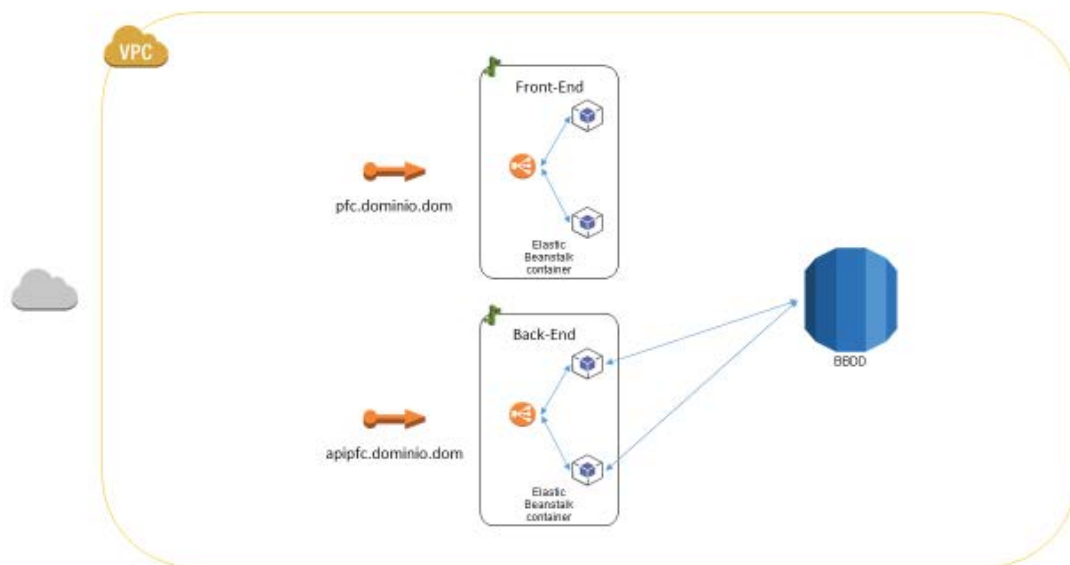 VPC
Front-End
pfc.dominio.dom
Elastic
Beanstalk
container
Back-End
BBDD
apipfc.dominio.dom
Elastic
Beanstalk
container